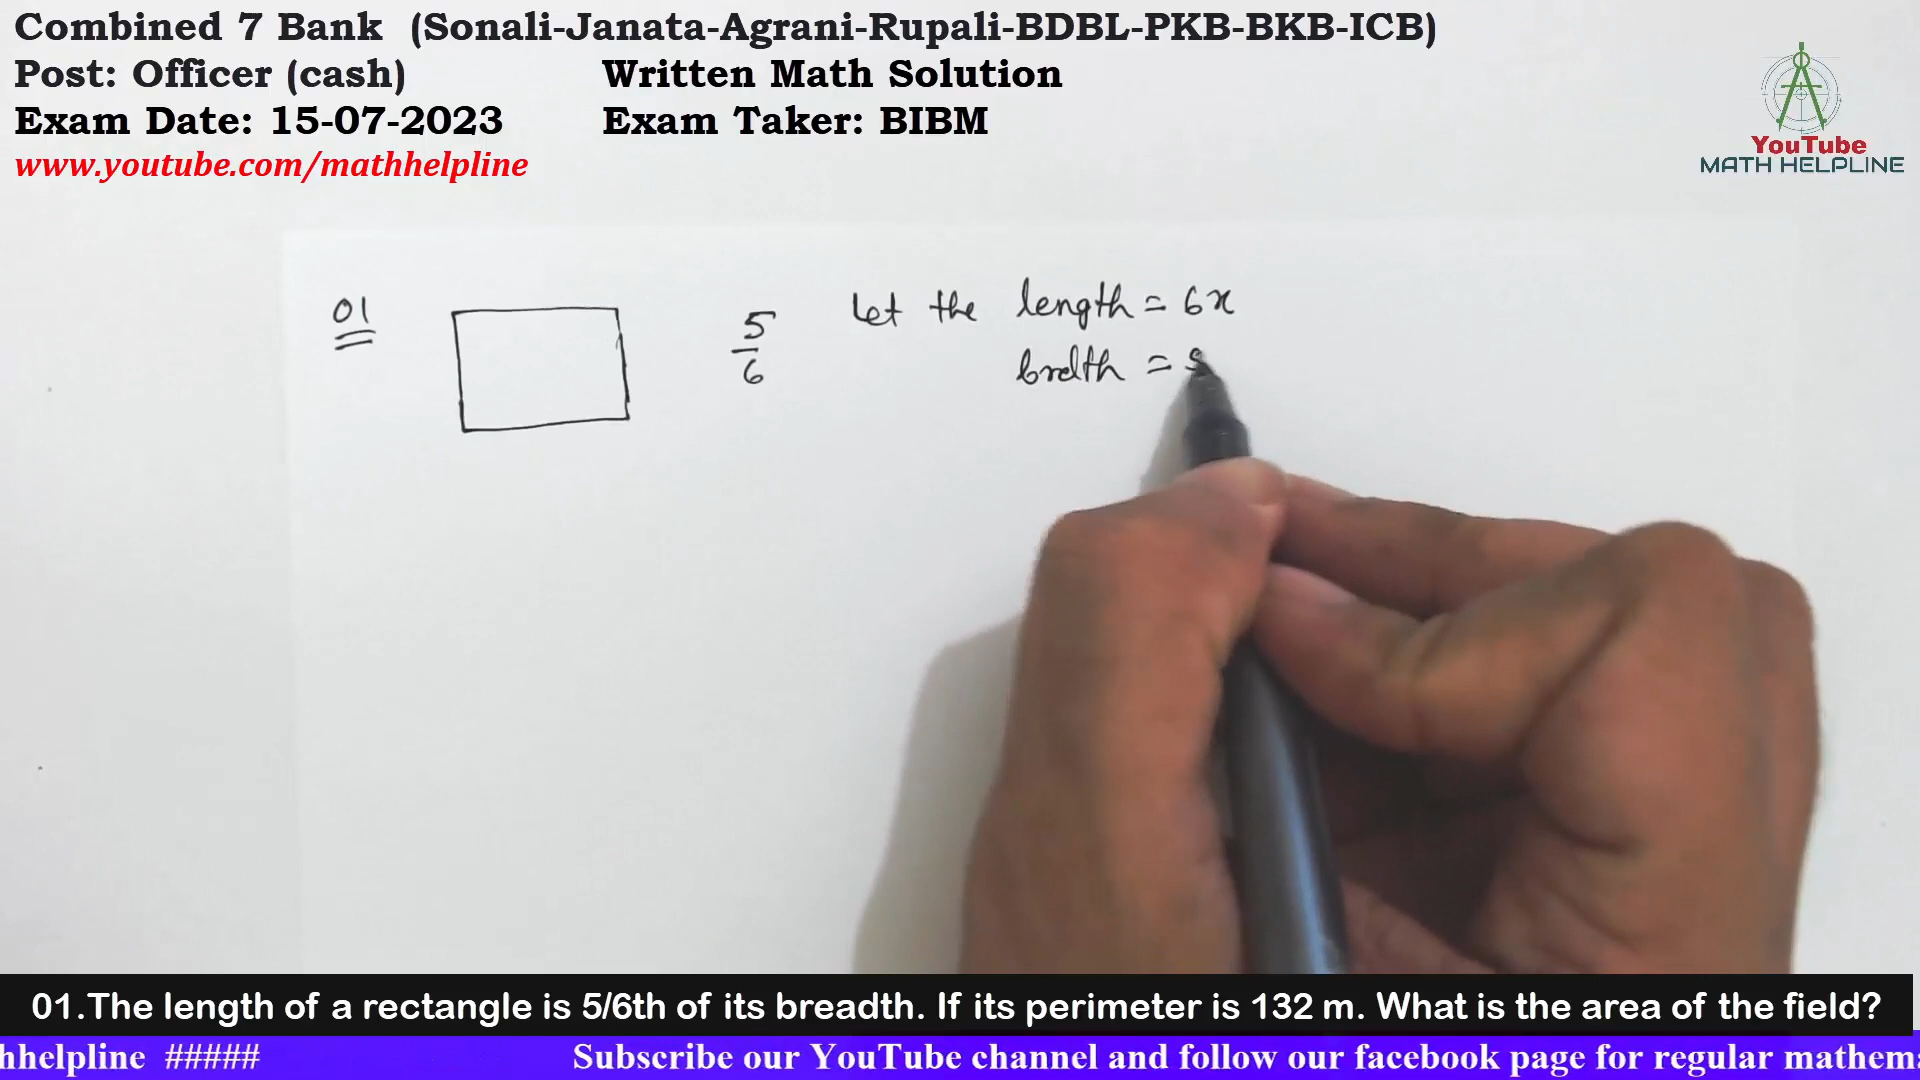 Combined 7 Bank (Sonali-Janata-Agrani-Rupali-BDBL-PKB-BKB-ICB)
Post: Officer (cash) Written Math Solution
Exam Date: 15-07-2023 Exam Taker: BIBM
www.youtube.com/mathhelpline
YouTube
MATH HELPLINE
01
5
6
Let the length = 6x
brdth =
01.The length of a rectangle is 5/6th of its breadth. If its perimeter is 132 m. What is the area of the field?
hhelpline ##### Subscribe our YouTube channel and follow our facebook page for regular mathema